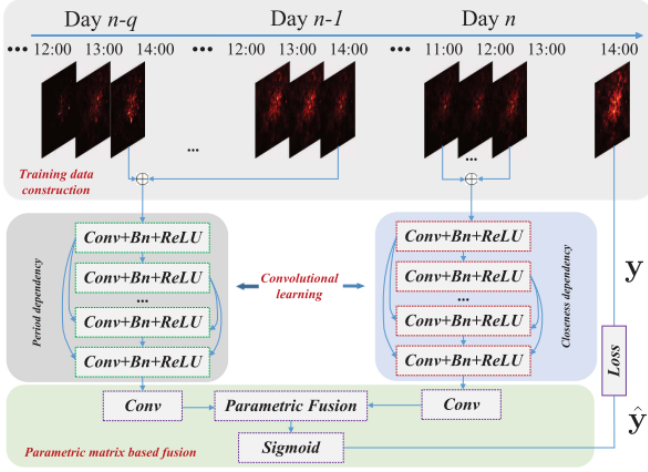 Day n-q Day n-1 Day n
••• 12:00 13:00 14:00 ••• 12:00 13:00 14:00 ••• 11:00 12:00 13:00 14:00
... ...
Training data
construction
Conv+Bn+ReLU
Conv+Bn+ReLU
...
Conv+Bn+ReLU
Conv+Bn+ReLU
Period dependency
Convolutional
learning
Conv+Bn+ReLU
Conv+Bn+ReLU
...
Conv+Bn+ReLU
Conv+Bn+ReLU
Closeness dependency
y
Loss
ŷ
Conv Parametric Fusion Conv
Sigmoid
Parametric matrix based fusion